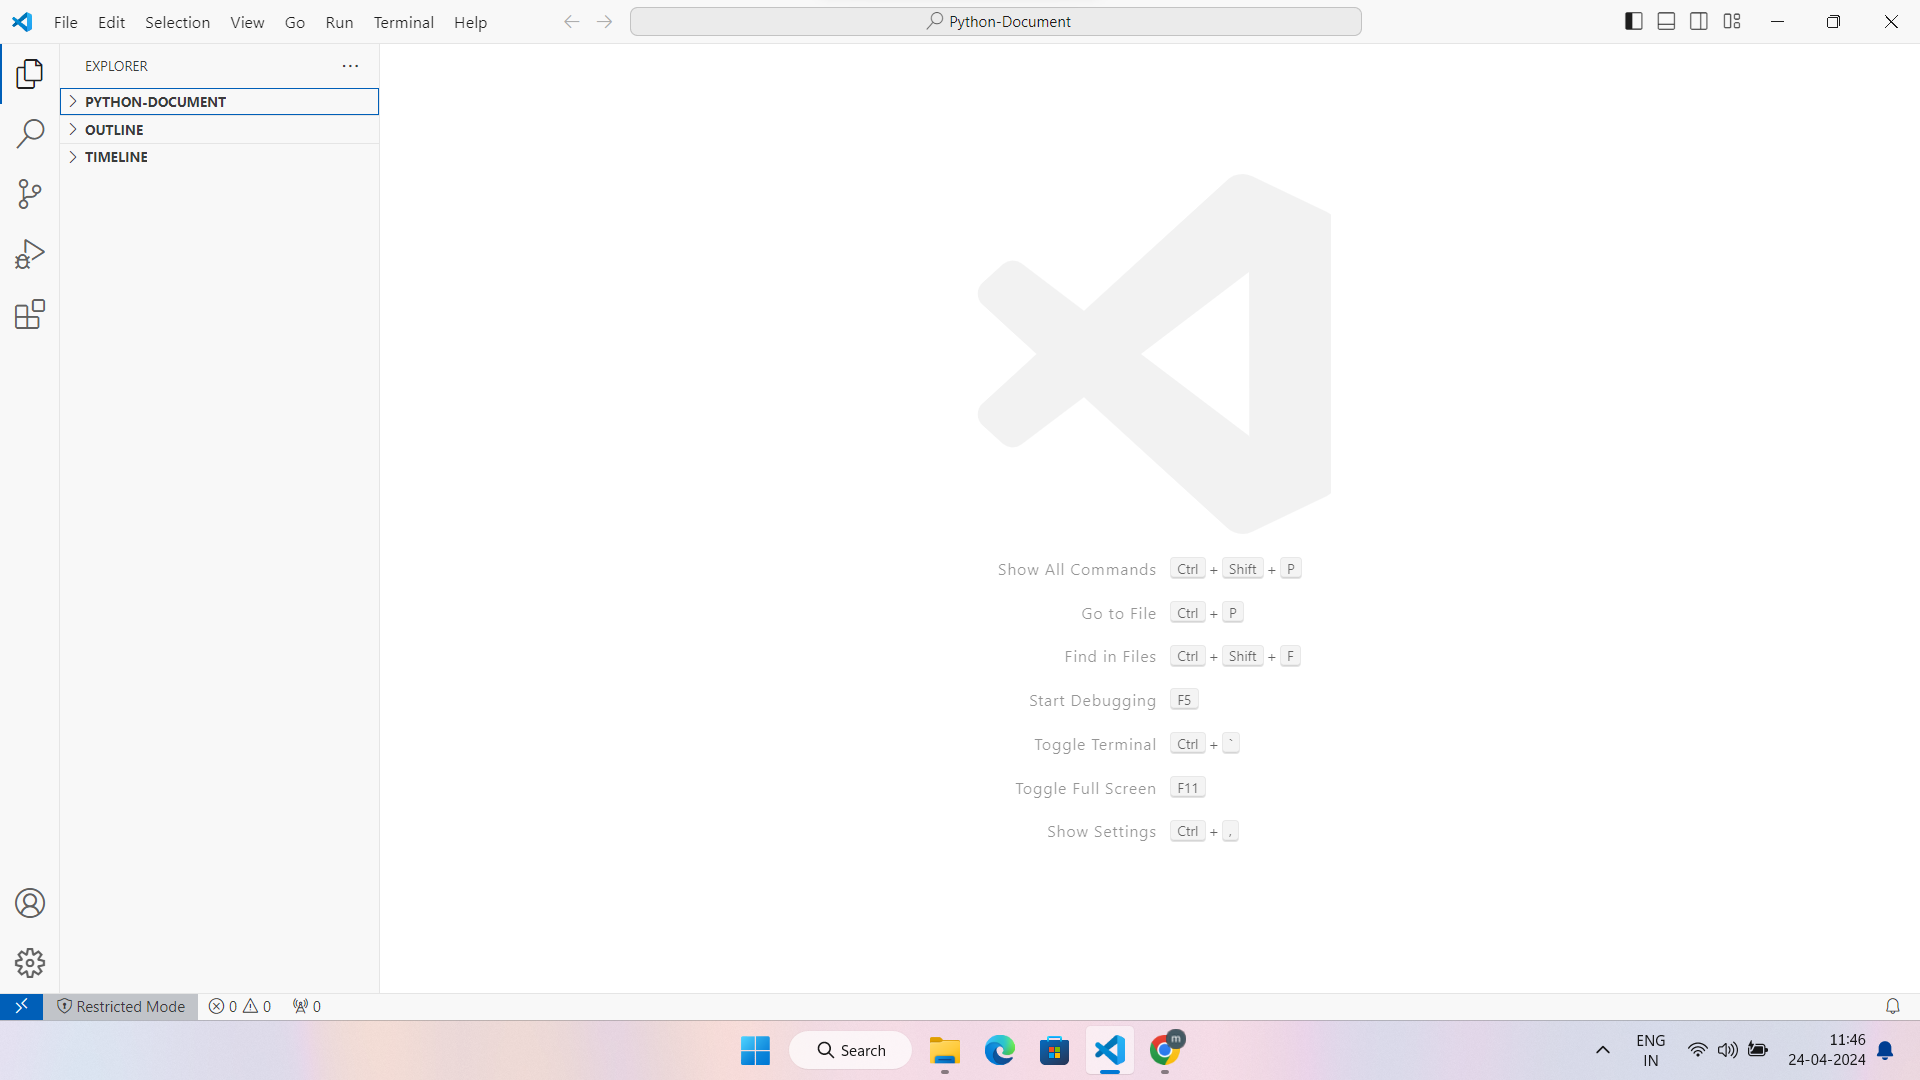 File Edit Selection View Go Run Terminal Help
Python-Document
EXPLORER
PYTHON-DOCUMENT
OUTLINE
TIMELINE
Show All Commands Ctrl + Shift + P
Go to File Ctrl + P
Find in Files Ctrl + Shift + F
Start Debugging F5
Toggle Terminal Ctrl + `
Toggle Full Screen F11
Show Settings Ctrl + ,
Restricted Mode 0 0 0
Search
m
ENG
IN
11:46
24-04-2024